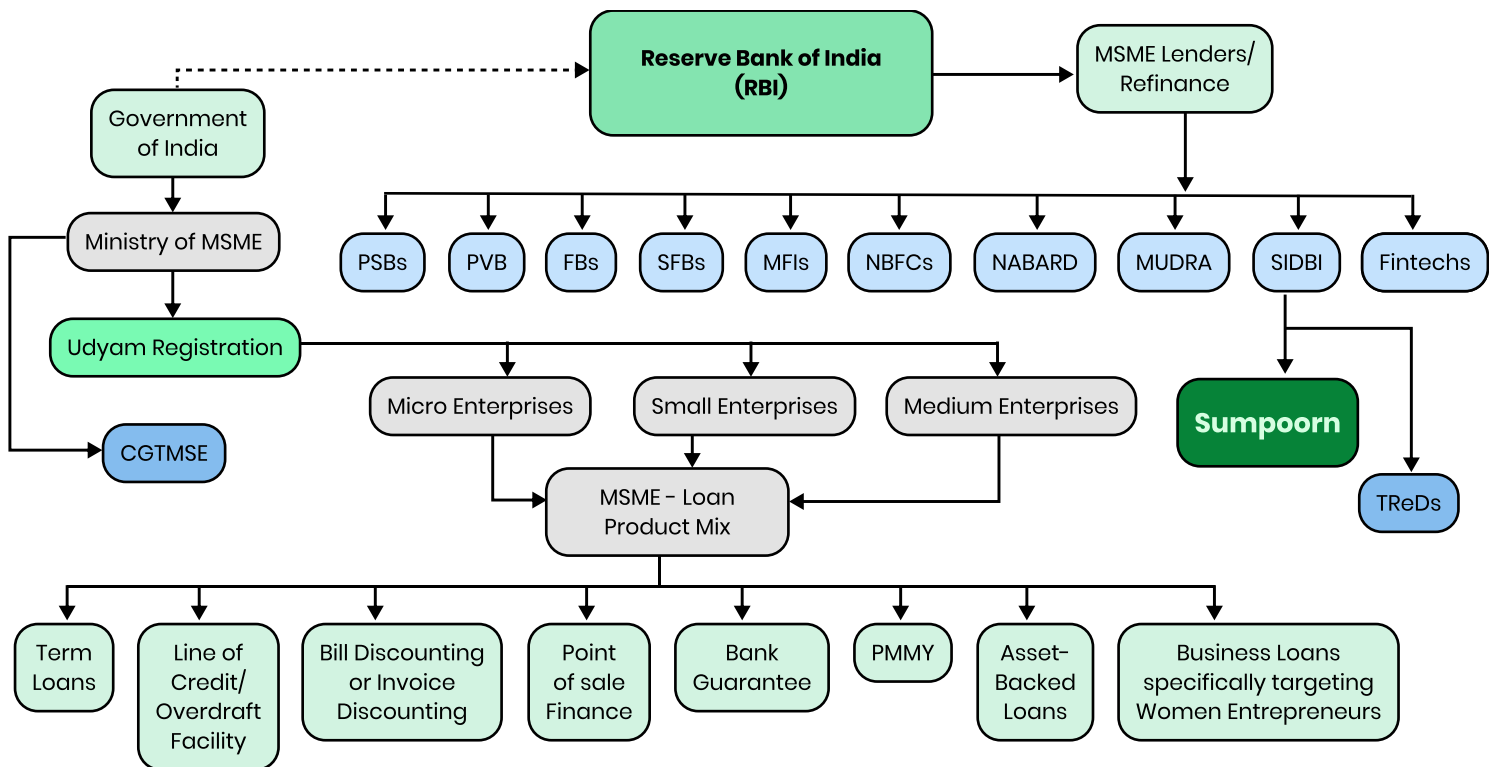 Reserve Bank of India
(RBI)
MSME Lenders/
Refinance
Government
of India
Ministry of MSME
PSBs
PVB
FBs
SFBs
MFIs
NBFCs
NABARD
MUDRA
SIDBI
Fintechs
Udyam Registration
Micro Enterprises
Small Enterprises
Medium Enterprises
Sumpoorn
CGTMSE
MSME - Loan
Product Mix
TReDs
Term
Loans
Line of
Credit/
Overdraft
Facility
Bill Discounting
or Invoice
Discounting
Point
of sale
Finance
Bank
Guarantee
PMMY
Asset-
Backed
Loans
Business Loans
specifically targeting
Women Entrepreneurs